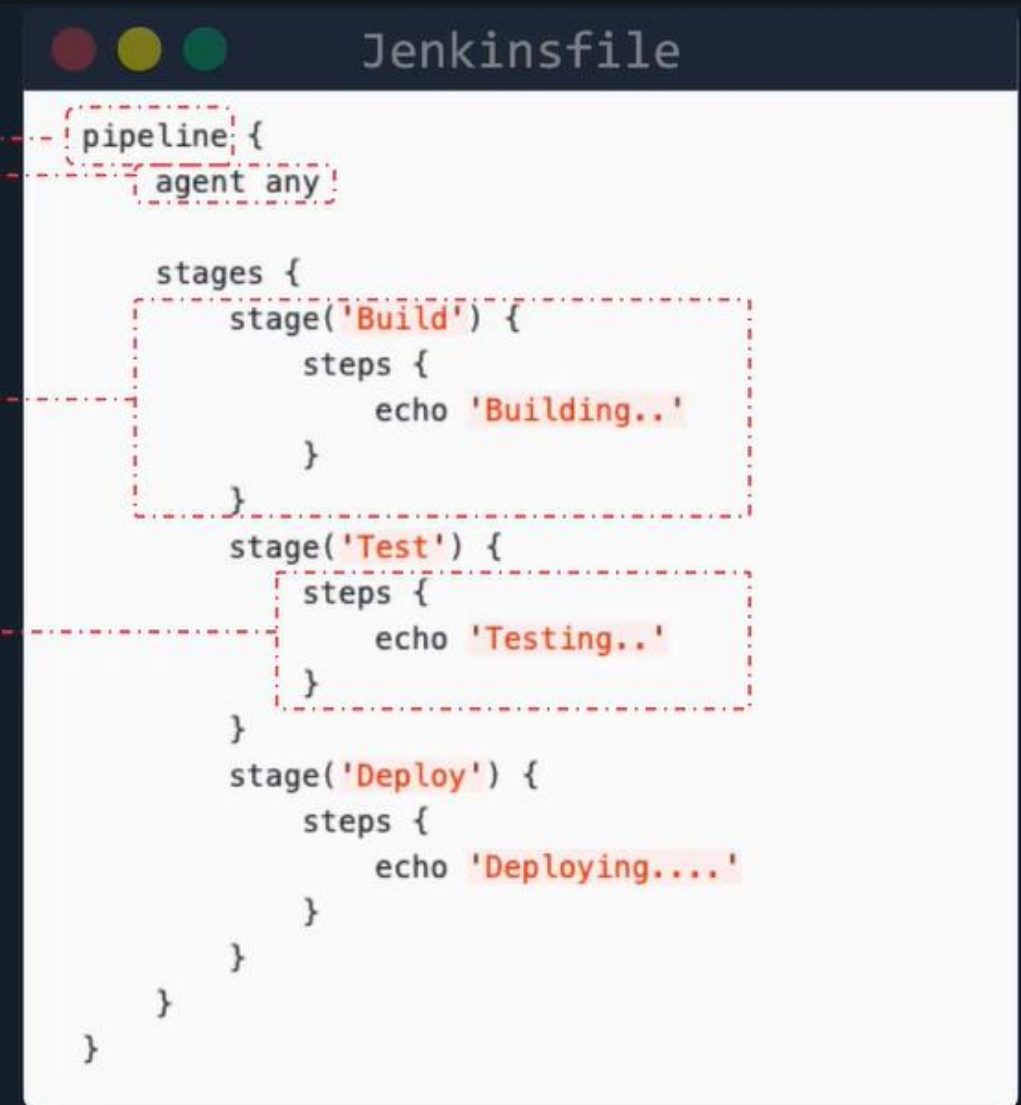 Jenkinsfile
pipeline {
agent any
stages {
stage('Build') {
steps {
echo 'Building..'
}
}
stage('Test') {
steps {
echo 'Testing..'
}
}
stage('Deploy') {
steps {
echo 'Deploying....'
}
}
}
}